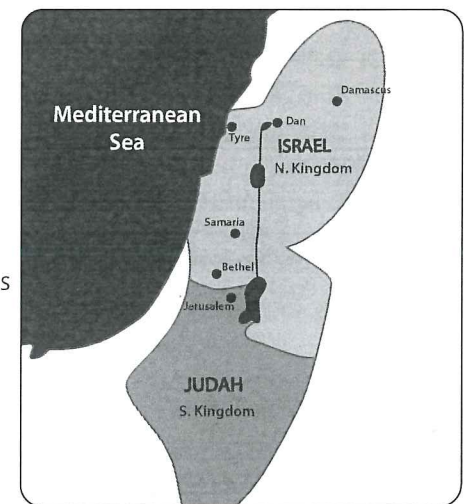 Mediterranean
Sea
Damascus
Dan
Tyre
ISRAEL
N. Kingdom
Samaria
Bethel
S
Jerusalem
JUDAH
S. Kingdom